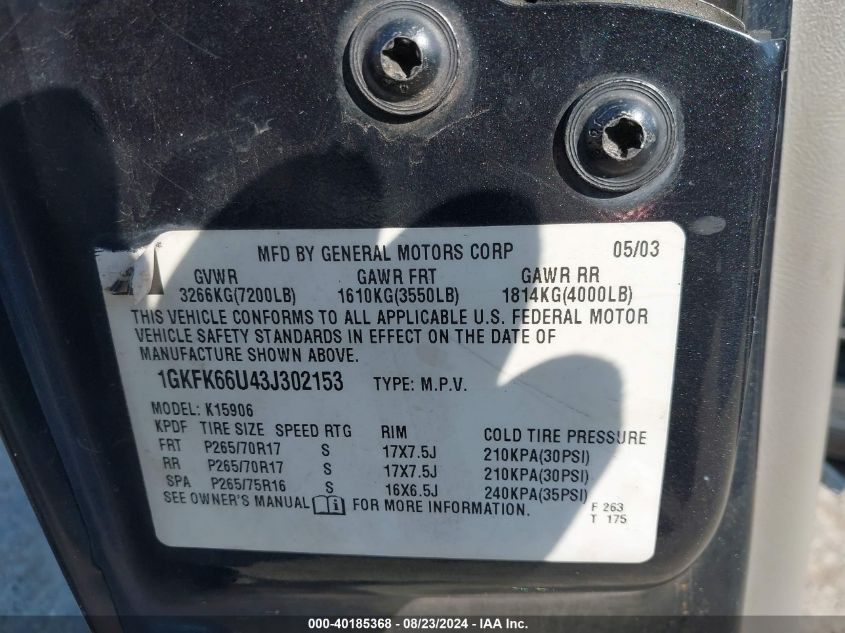 MFD BY GENERAL MOTORS CORP 05/03
GVWR GAWR FRT GAWR RR
3266KG(7200LB) 1610KG(3550LB) 1814KG(4000LB)
THIS VEHICLE CONFORMS TO ALL APPLICABLE U.S. FEDERAL MOTOR
VEHICLE SAFETY STANDARDS IN EFFECT ON THE DATE OF
MANUFACTURE SHOWN ABOVE.
1GKFK66U43J302153 TYPE: M.P.V.
MODEL: K15906
KPDF TIRE SIZE SPEED RTG RIM COLD TIRE PRESSURE
FRT P265/70R17 S 17X7.5J 210KPA(30PSI)
RR P265/70R17 S 17X7.5J 210KPA(30PSI)
SPA P265/75R16 S 16X6.5J 240KPA(35PSI)
SEE OWNER'S MANUAL i FOR MORE INFORMATION.
F 263
T 175
000-40185368 - 08/23/2024 - IAA Inc.